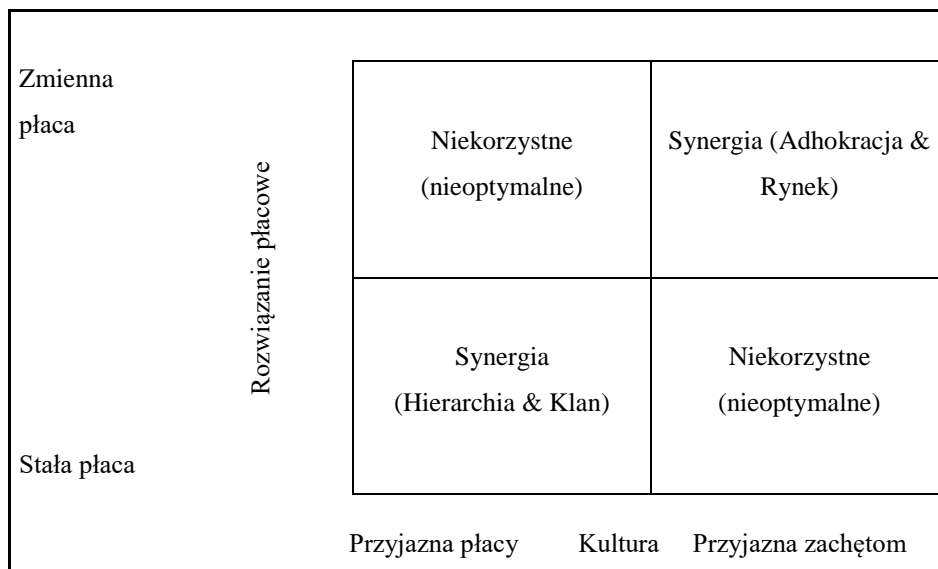 Zmienna
płaca
Niekorzystne
(nieoptymalne)
Synergia (Adhokracja &
Rynek)
Rozwiązanie płacowe
Synergia
(Hierarchia & Klan)
Niekorzystne
(nieoptymalne)
Stała płaca
Przyjazna płacy Kultura Przyjazna zachętom